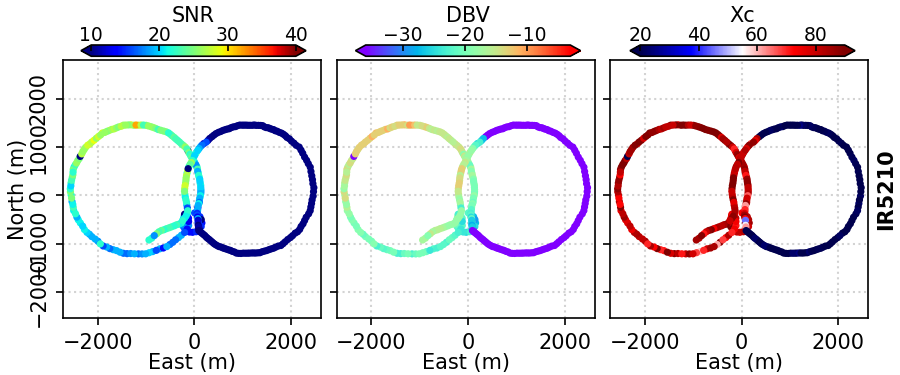 SNR DBV Xc
10 20 30 40 −30 −20 −10 20 40 60 80
2000
1000
0
−1000
−2000
North (m)
IR5210
−2000 0 2000 −2000 0 2000 −2000 0 2000
East (m) East (m) East (m)